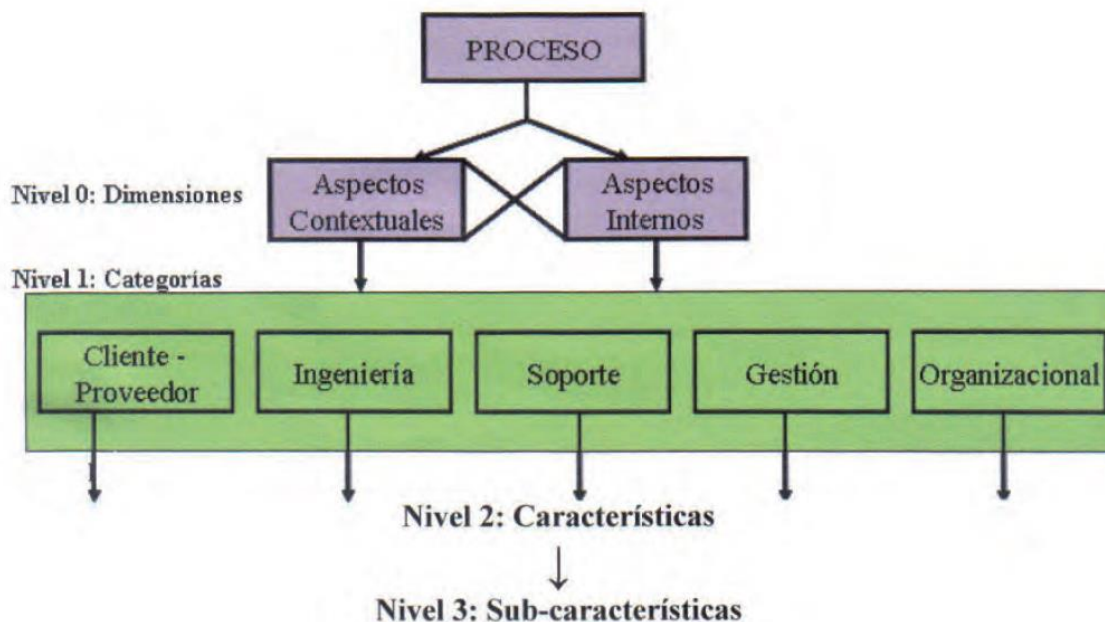 PROCESO
Nivel 0: Dimensiones
Aspectos
Contextuales
Aspectos
Internos
Nivel 1: Categorías
Cliente -
Proveedor
Ingeniería
Soporte
Gestión
Organizacional
Nivel 2: Características
Nivel 3: Sub-características